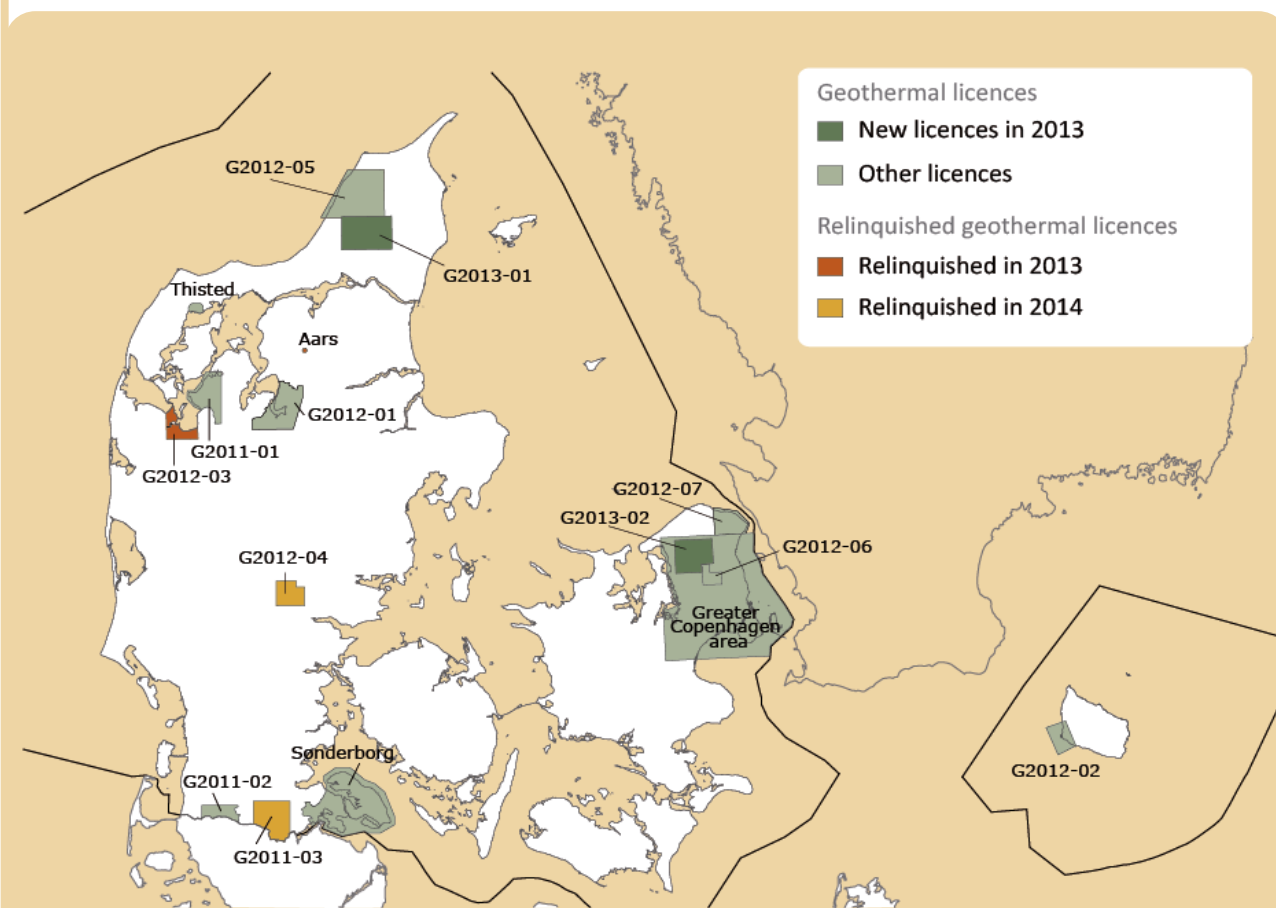 Geothermal licences
New licences in 2013
Other licences
Relinquished geothermal licences
Relinquished in 2013
Relinquished in 2014
G2012-05
G2013-01
Thisted
Aars
G2012-01
G2011-01
G2012-03
G2012-07
G2013-02
G2012-06
G2012-04
Greater
Copenhagen
area
Sønderborg
G2011-02
G2012-02
G2011-03